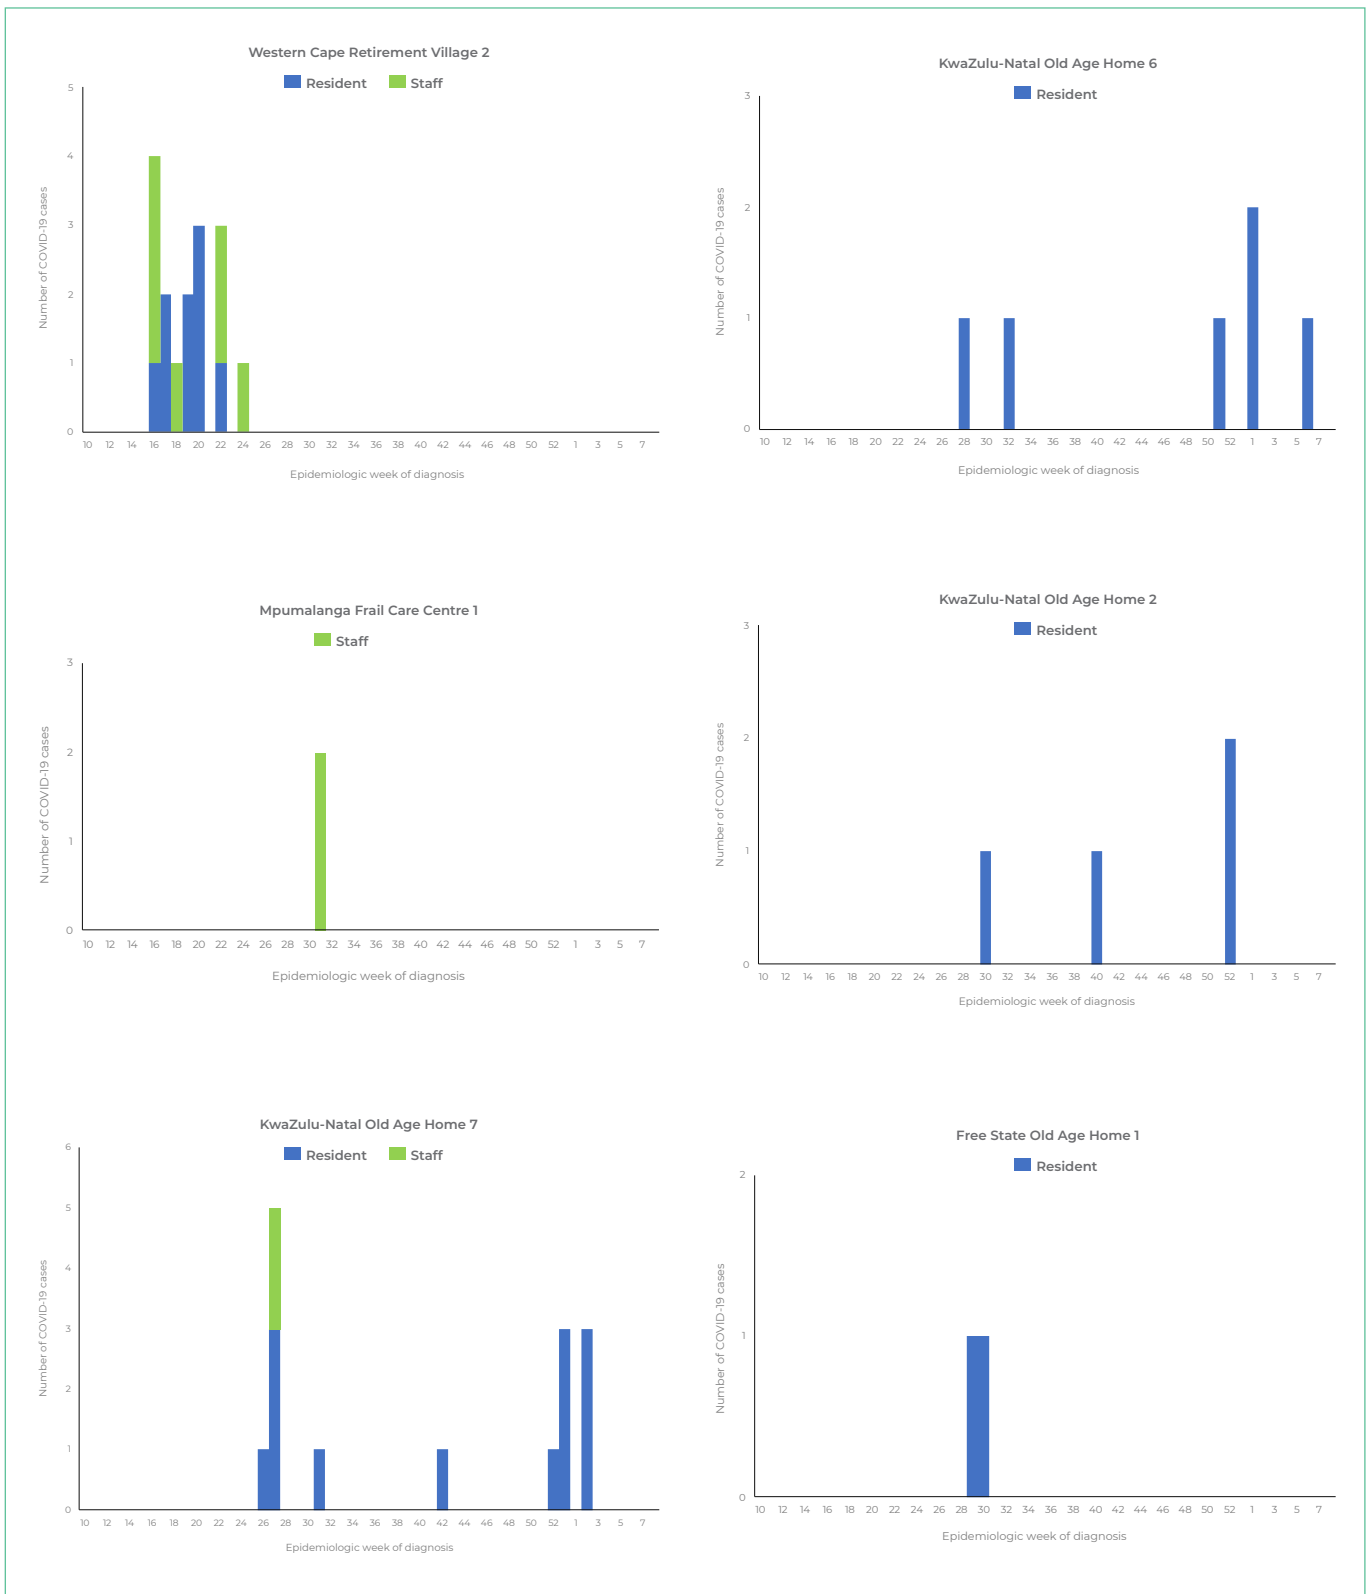 Western Cape Retirement Village 2
Resident Staff
5
4
3
2
1
0
Number of COVID-19 cases
10 12 14 16 18 20 22 24 26 28 30 32 34 36 38 40 42 44 46 48 50 52 1 3 5 7
Epidemiologic week of diagnosis
KwaZulu-Natal Old Age Home 6
Resident
3
2
1
0
Number of COVID-19 cases
10 12 14 16 18 20 22 24 26 28 30 32 34 36 38 40 42 44 46 48 50 52 1 3 5 7
Epidemiologic week of diagnosis
Mpumalanga Frail Care Centre 1
Staff
3
2
1
0
Number of COVID-19 cases
10 12 14 16 18 20 22 24 26 28 30 32 34 36 38 40 42 44 46 48 50 52 1 3 5 7
Epidemiologic week of diagnosis
KwaZulu-Natal Old Age Home 2
Resident
3
2
1
0
Number of COVID-19 cases
10 12 14 16 18 20 22 24 26 28 30 32 34 36 38 40 42 44 46 48 50 52 1 3 5 7
Epidemiologic week of diagnosis
KwaZulu-Natal Old Age Home 7
Resident Staff
6
5
4
3
2
1
0
Number of COVID-19 cases
10 12 14 16 18 20 22 24 26 28 30 32 34 36 38 40 42 44 46 48 50 52 1 3 5 7
Epidemiologic week of diagnosis
Free State Old Age Home 1
Resident
2
1
0
Number of COVID-19 cases
10 12 14 16 18 20 22 24 26 28 30 32 34 36 38 40 42 44 46 48 50 52 1 3 5 7
Epidemiologic week of diagnosis